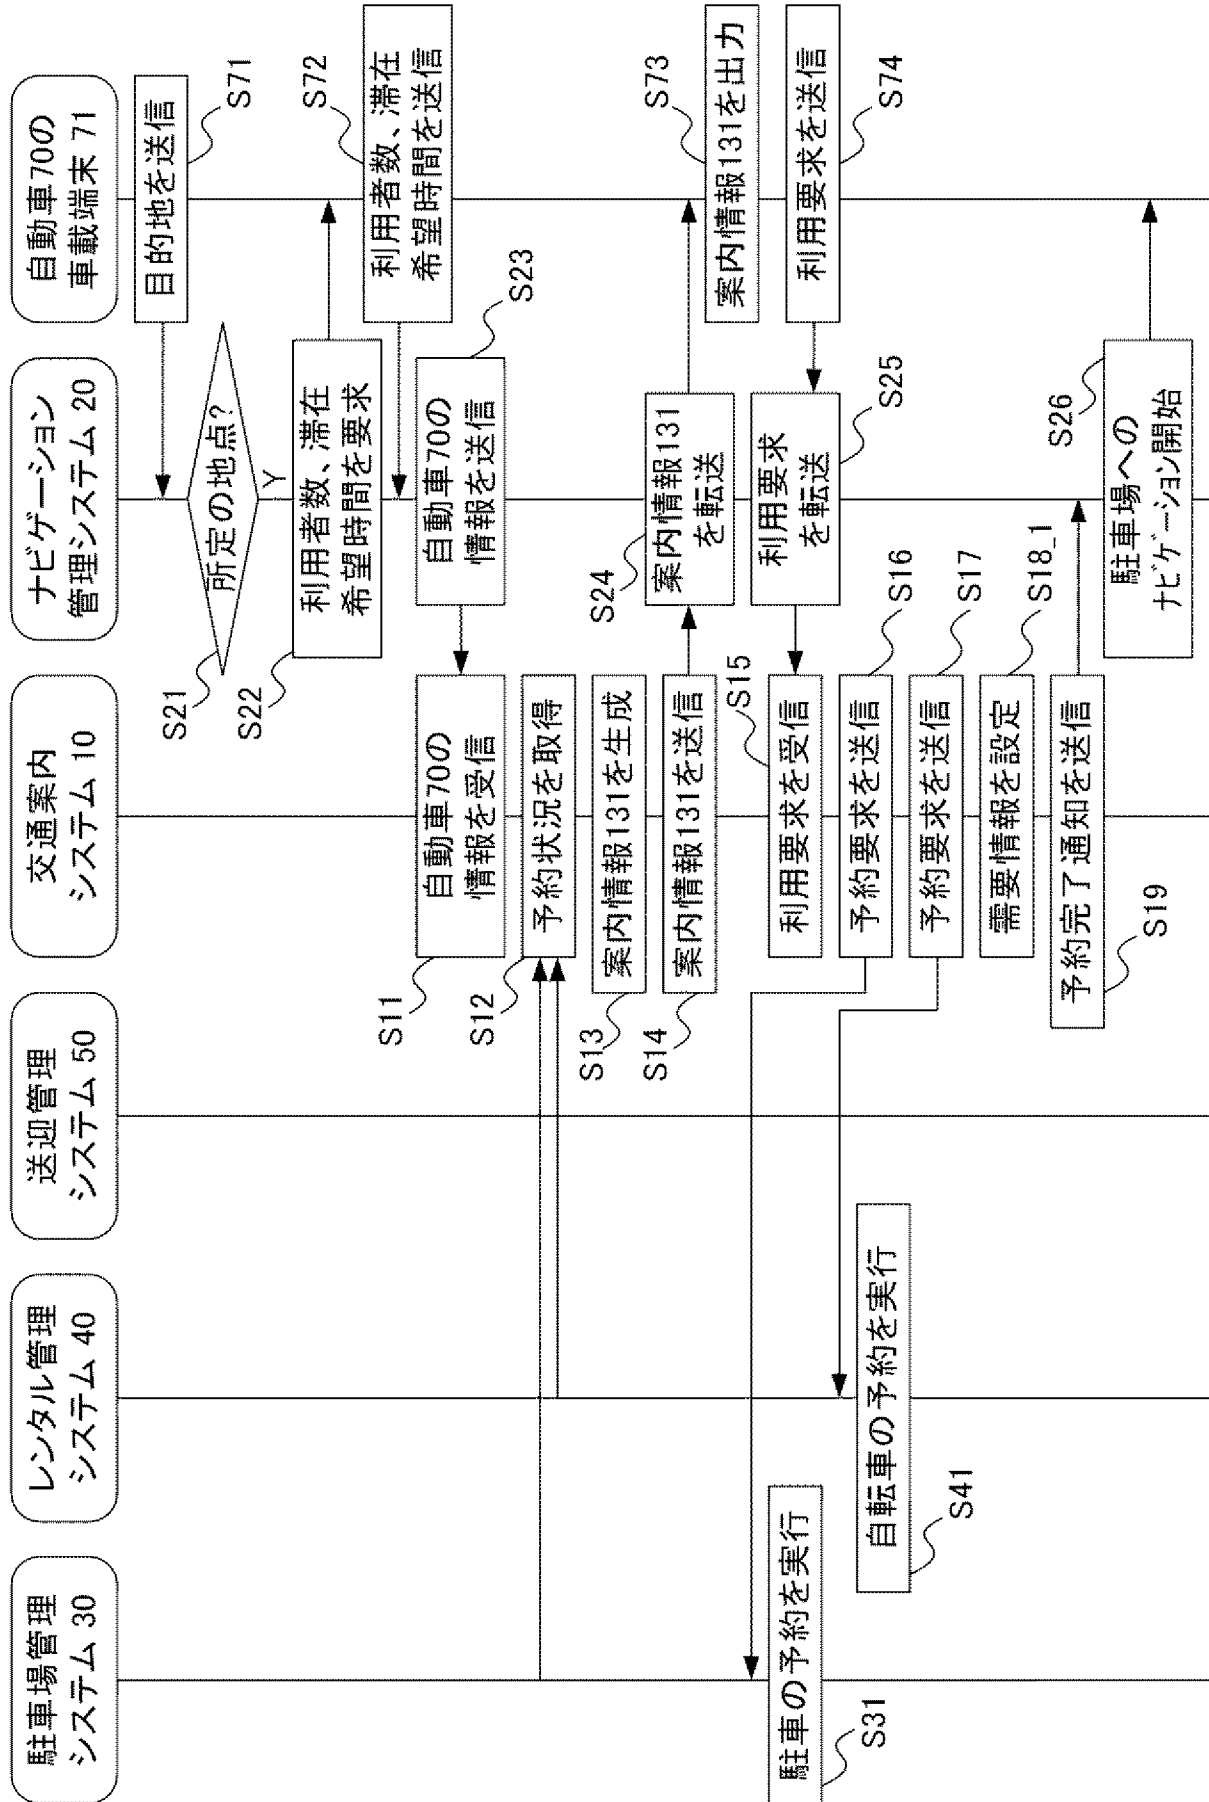 駐車場管理
システム 30
レンタル管理
システム 40
送迎管理
システム 50
交通案内
システム 10
ナビゲーション
管理システム 20
自動車70の
車載端末 71
目的地を送信
S71
所定の地点?
S21
Y
利用者数、滞在
希望時間を要求
S22
利用者数、滞在
希望時間を送信
S72
自動車70の
情報を送信
S23
自動車70の
情報を受信
S11
予約状況を取得
S12
案内情報131を生成
S13
案内情報131を送信
S14
案内情報131
を転送
S24
案内情報131を出力
S73
利用要求を送信
S74
利用要求
を転送
S25
利用要求を受信
S15
予約要求を送信
S16
駐車の予約を実行
S31
予約要求を送信
S17
自転車の予約を実行
S41
需要情報を設定
S18_1
予約完了通知を送信
S19
駐車場への
ナビゲーション開始
S26